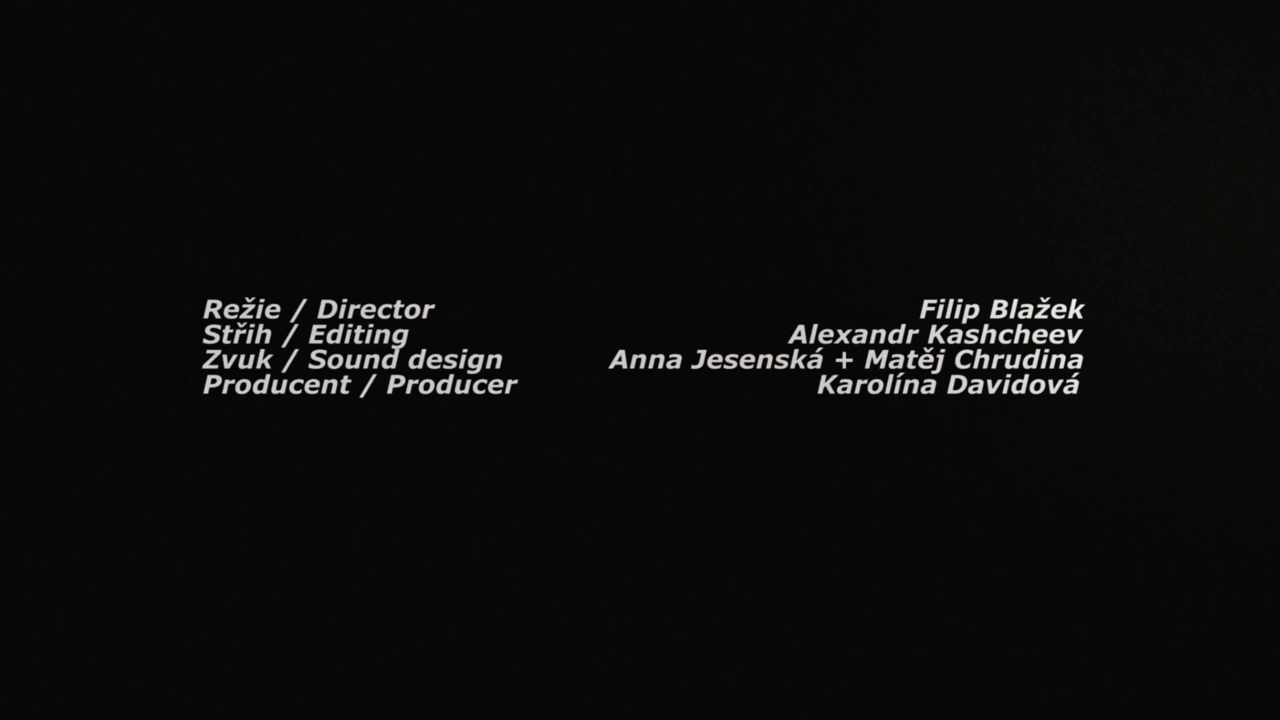 Režie / Director Filip Blažek
Střih / Editing Alexandr Kashcheev
Zvuk / Sound design Anna Jesenská + Matěj Chrudina
Producent / Producer Karolína Davidová